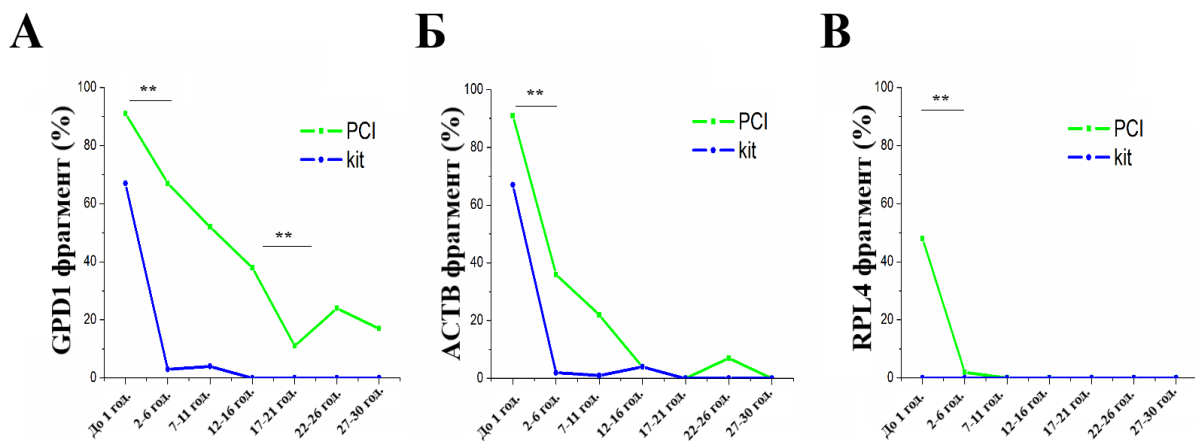 А
GPD1 фрагмент (%)
100
80
60
40
20
0
**
**
PCI
kit
До 1 год.
2-6 год.
7-11 год.
12-16 год.
17-21 год.
22-26 год.
27-30 год.
Б
ACTB фрагмент (%)
100
80
60
40
20
0
**
PCI
kit
До 1 год.
2-6 год.
7-11 год.
12-16 год.
17-21 год.
22-26 год.
27-30 год.
В
RPL4 фрагмент (%)
100
80
60
40
20
0
**
PCI
kit
До 1 год.
2-6 год.
7-11 год.
12-16 год.
17-21 год.
22-26 год.
27-30 год.